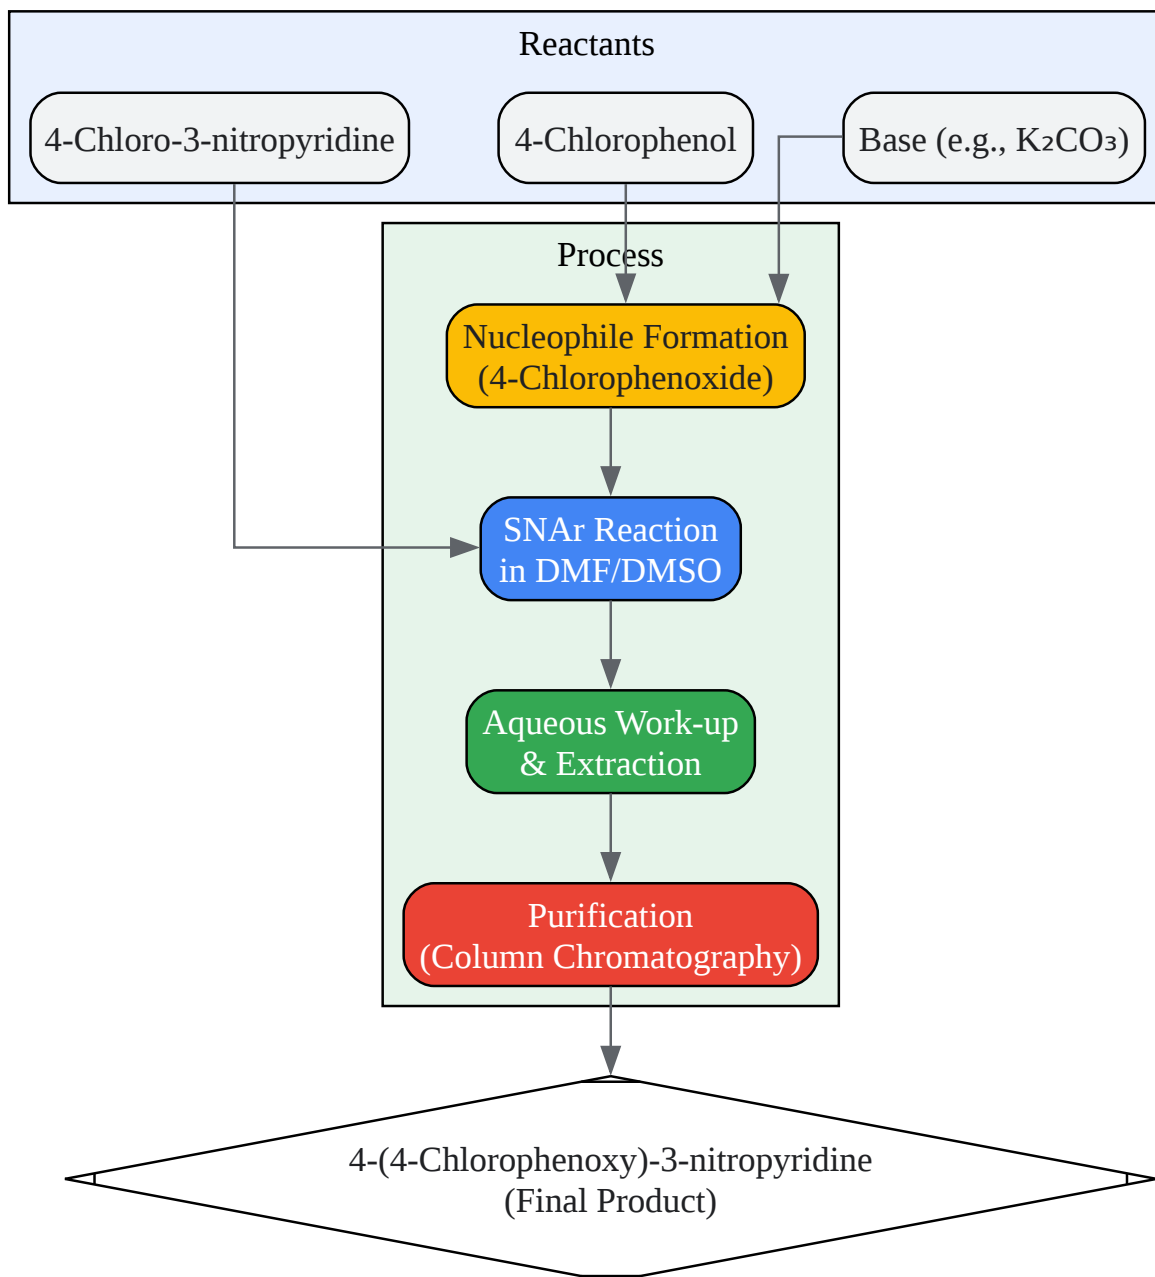 Reactants
4-Chloro-3-nitropyridine
4-Chlorophenol
Base (e.g., K₂CO₃)
Process
Nucleophile Formation
(4-Chlorophenoxide)
SNAr Reaction
in DMF/DMSO
Aqueous Work-up
& Extraction
Purification
(Column Chromatography)
4-(4-Chlorophenoxy)-3-nitropyridine
(Final Product)